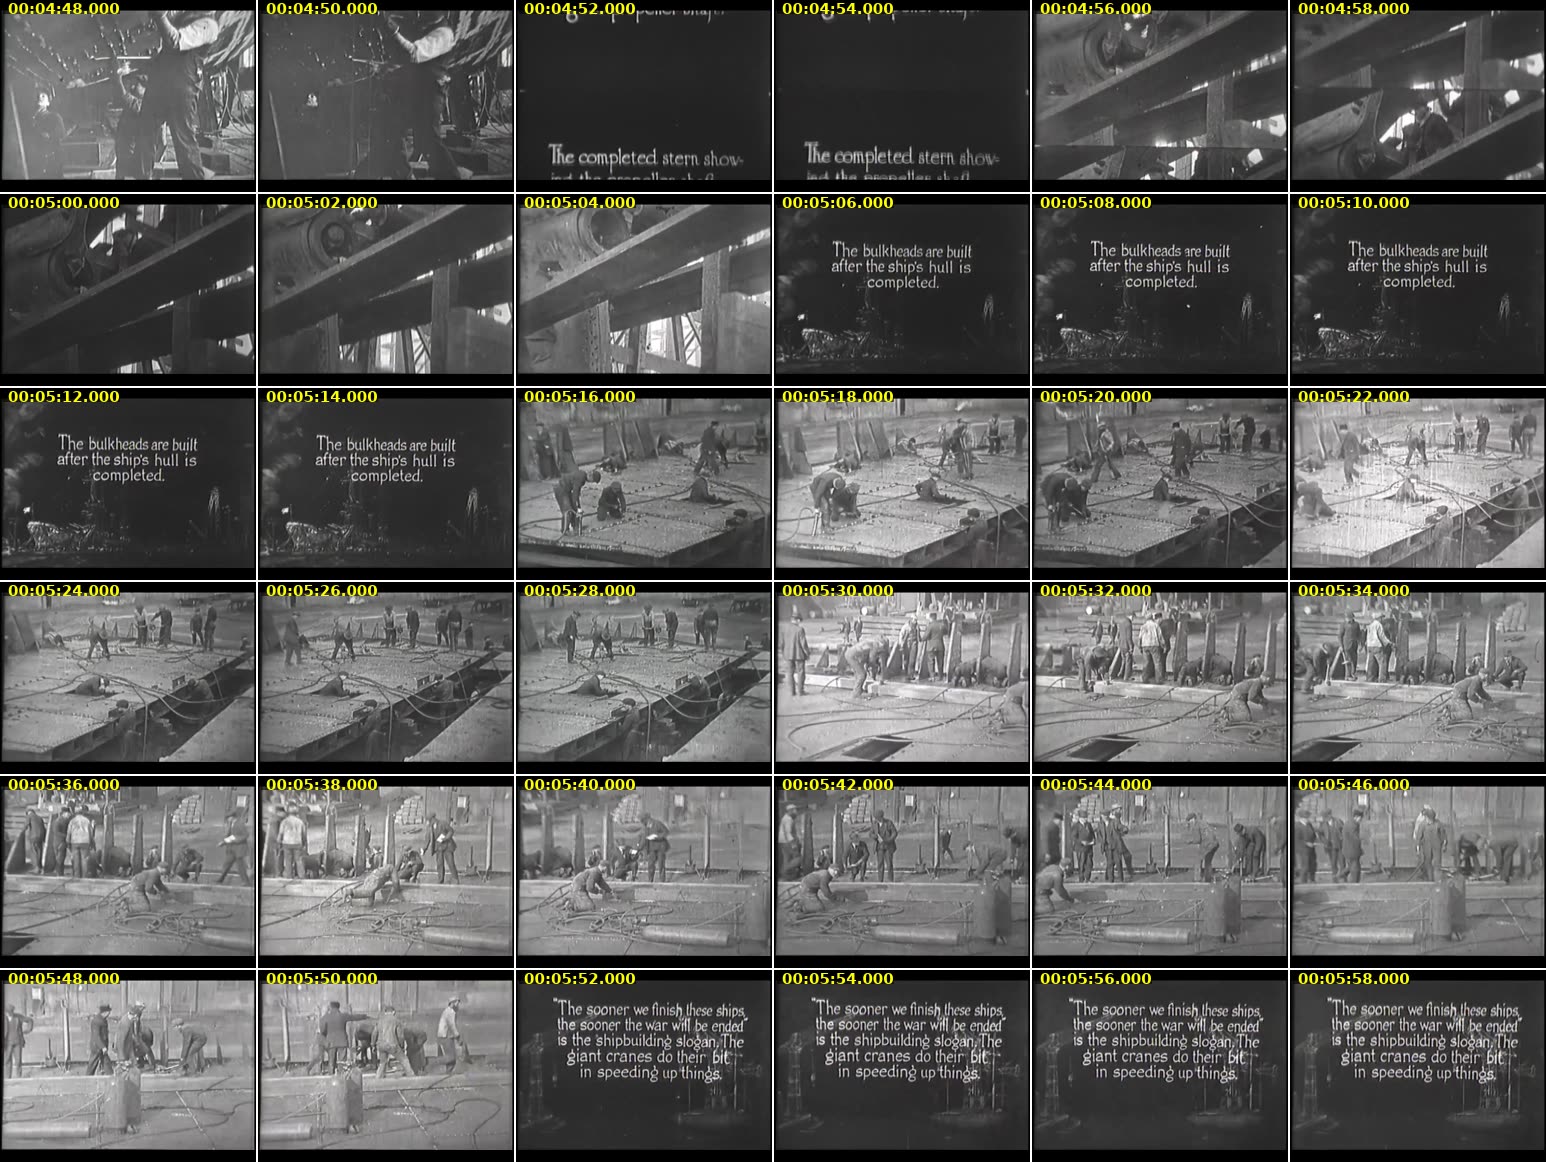 00:04:48.000
00:04:50.000
00:04:52.000
The completed stern show-
ing the propeller shaft
00:04:54.000
The completed stern show-
ing the propeller shaft
00:04:56.000
00:04:58.000
00:05:00.000
00:05:02.000
00:05:04.000
00:05:06.000
The bulkheads are built
after the ship's hull is
completed.
00:05:08.000
The bulkheads are built
after the ship's hull is
completed.
00:05:10.000
The bulkheads are built
after the ship's hull is
completed.
00:05:12.000
The bulkheads are built
after the ship's hull is
completed.
00:05:14.000
The bulkheads are built
after the ship's hull is
completed.
00:05:16.000
00:05:18.000
00:05:20.000
00:05:22.000
00:05:24.000
00:05:26.000
00:05:28.000
00:05:30.000
00:05:32.000
00:05:34.000
00:05:36.000
00:05:38.000
00:05:40.000
00:05:42.000
00:05:44.000
00:05:46.000
00:05:48.000
00:05:50.000
00:05:52.000
"The sooner we finish these ships,
the sooner the war will be ended"
is the shipbuilding slogan. The
giant cranes do their bit
in speeding up things.
00:05:54.000
"The sooner we finish these ships,
the sooner the war will be ended"
is the shipbuilding slogan. The
giant cranes do their bit
in speeding up things.
00:05:56.000
"The sooner we finish these ships,
the sooner the war will be ended"
is the shipbuilding slogan. The
giant cranes do their bit
in speeding up things.
00:05:58.000
"The sooner we finish these ships,
the sooner the war will be ended"
is the shipbuilding slogan. The
giant cranes do their bit
in speeding up things.